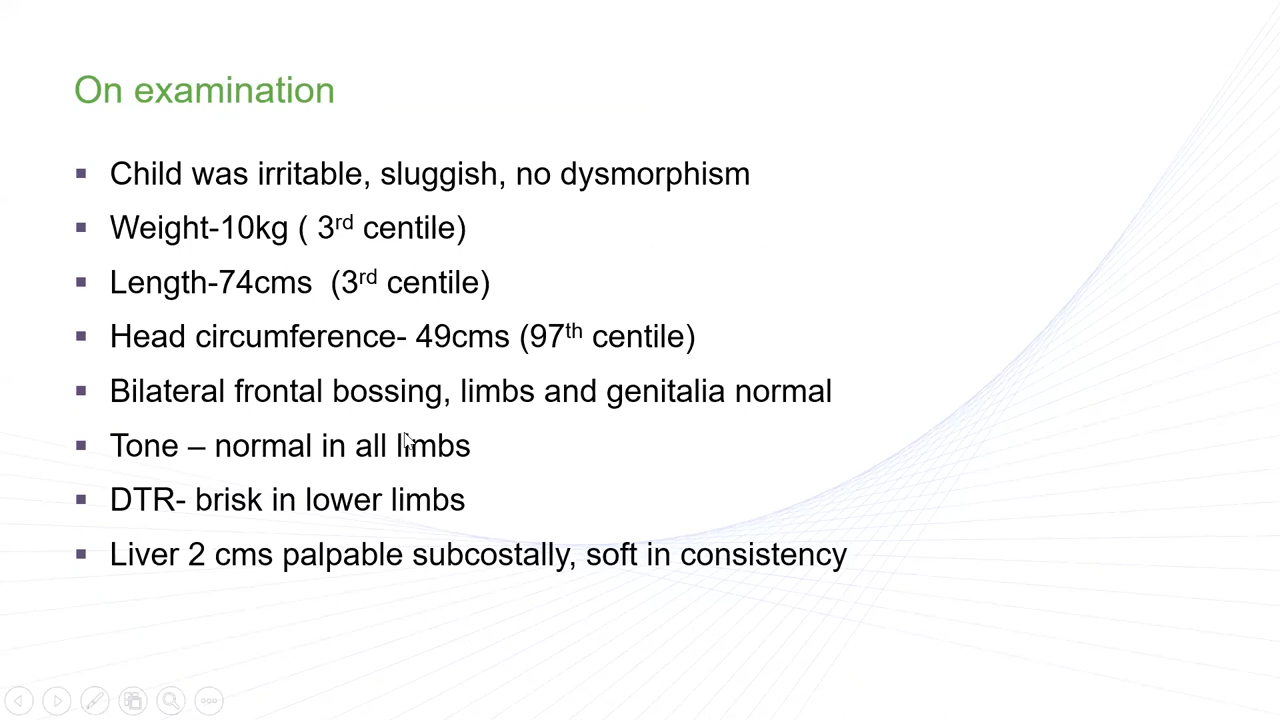 On examination
Child was irritable, sluggish, no dysmorphism
Weight-10kg ( 3rd centile)
Length-74cms  (3rd centile)
Head circumference- 49cms (97th centile)
Bilateral frontal bossing, limbs and genitalia normal
Tone – normal in all limbs
DTR- brisk in lower limbs
Liver 2 cms palpable subcostally, soft in consistency